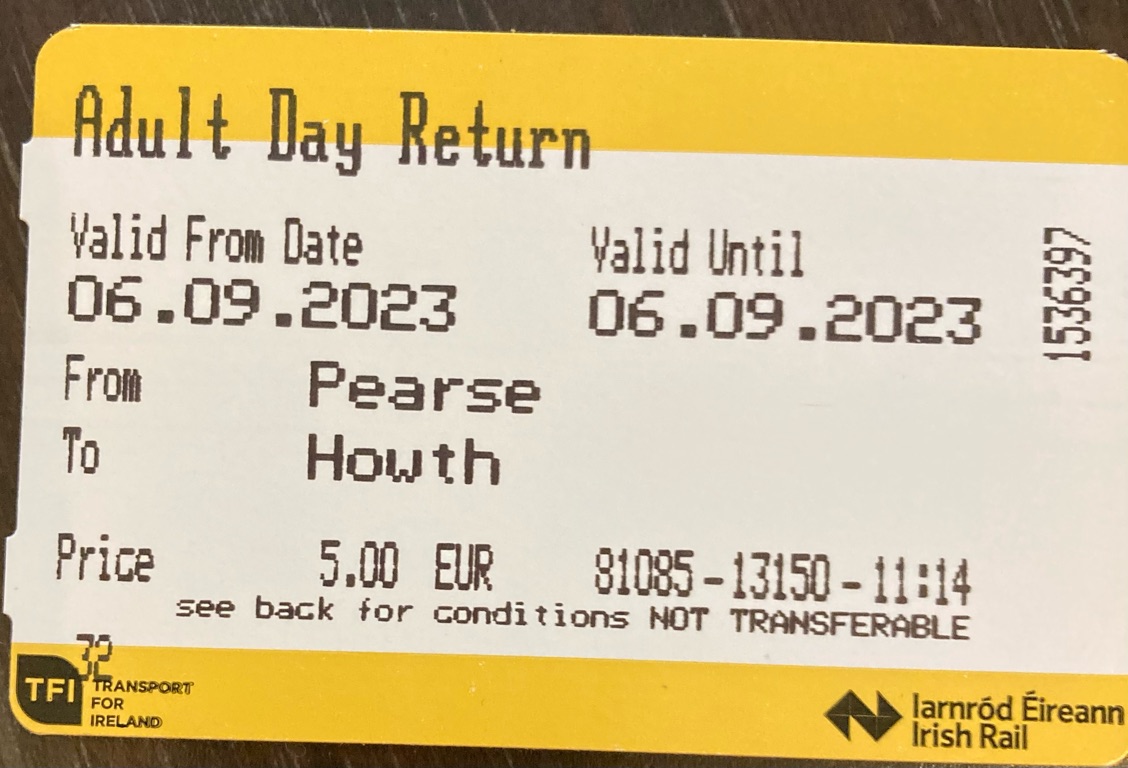 Adult Day Return
Valid From Date Valid Until
06.09.2023 06.09.2023
1536397
From Pearse
To Howth
Price 5.00 EUR 81085-13150-11:14
see back for conditions NOT TRANSFERABLE
32
TFI TRANSPORT
FOR
IRELAND
Iarnród Éireann
Irish Rail